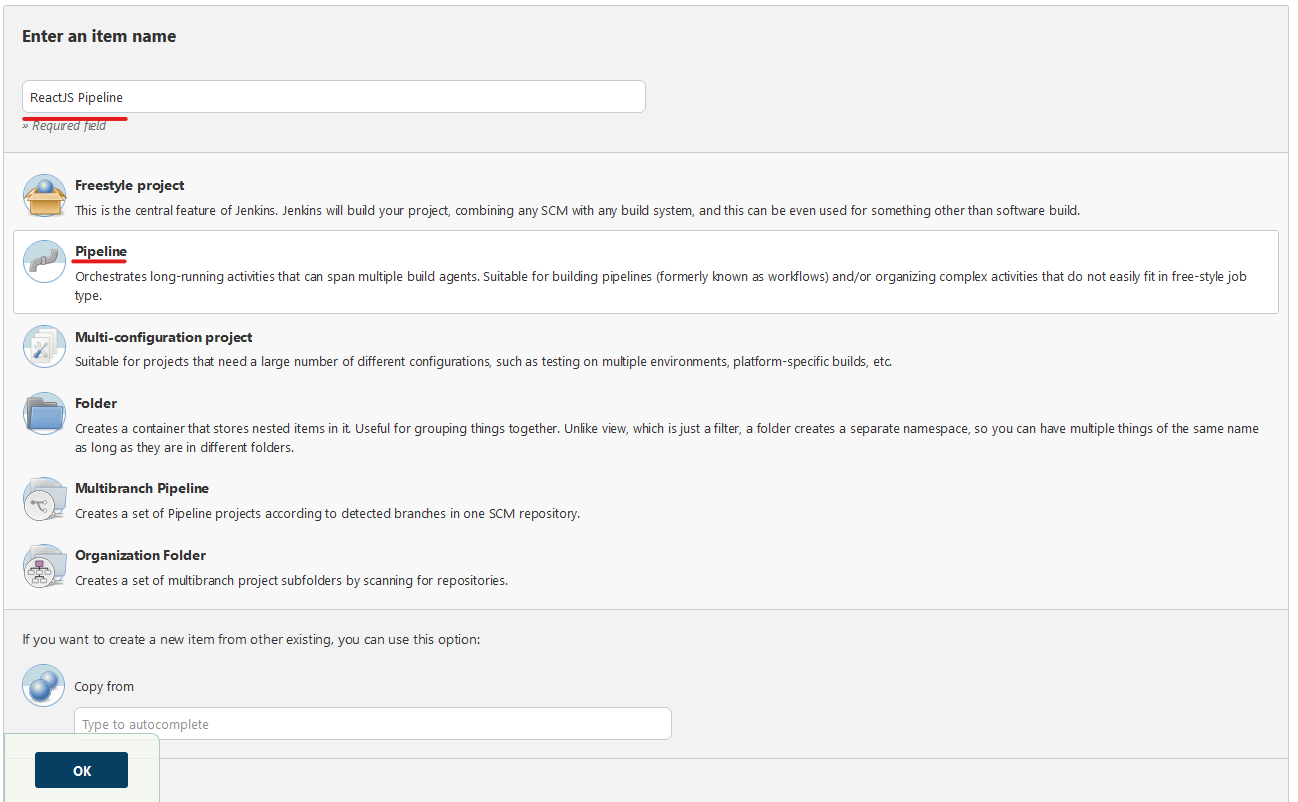 Enter an item name
ReactJS Pipeline
» Required field
Freestyle project
This is the central feature of Jenkins. Jenkins will build your project, combining any SCM with any build system, and this can be even used for something other than software build.
Pipeline
Orchestrates long-running activities that can span multiple build agents. Suitable for building pipelines (formerly known as workflows) and/or organizing complex activities that do not easily fit in free-style job
type.
Multi-configuration project
Suitable for projects that need a large number of different configurations, such as testing on multiple environments, platform-specific builds, etc.
Folder
Creates a container that stores nested items in it. Useful for grouping things together. Unlike view, which is just a filter, a folder creates a separate namespace, so you can have multiple things of the same name
as long as they are in different folders.
Multibranch Pipeline
Creates a set of Pipeline projects according to detected branches in one SCM repository.
Organization Folder
Creates a set of multibranch project subfolders by scanning for repositories.
If you want to create a new item from other existing, you can use this option:
Copy from
Type to autocomplete
OK